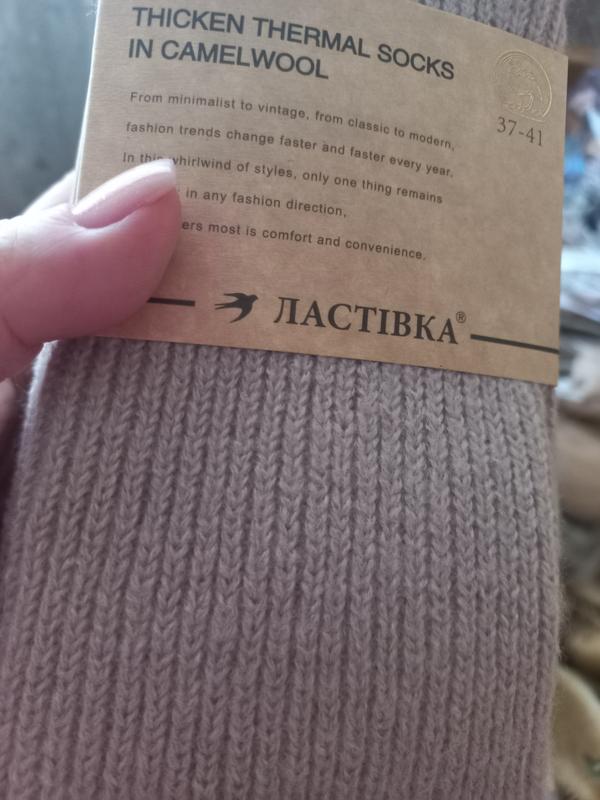 THICKEN THERMAL SOCKS
IN CAMELWOOL
37-41
From minimalist to vintage, from classic to modern,
fashion trends change faster and faster every year.
In this whirlwind of styles, only one thing remains
in any fashion direction,
most is comfort and convenience.
ЛАСТІВКА®